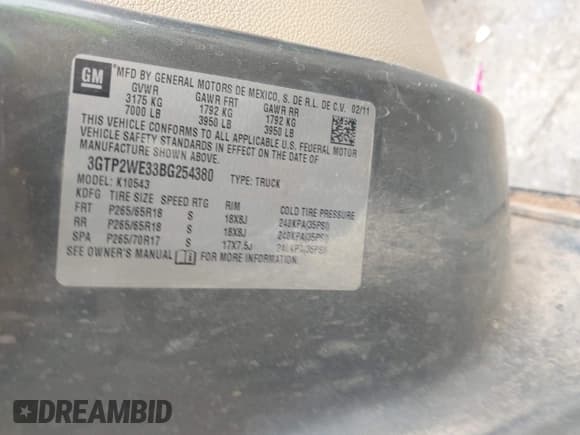 GM
MFD BY GENERAL MOTORS DE MEXICO, S. DE R.L. DE C.V. 02/11
GVWR GAWR FRT GAWR RR
3175 KG 1792 KG 1792 KG
7000 LB 3950 LB 3950 LB
THIS VEHICLE CONFORMS TO ALL APPLICABLE U.S. FEDERAL MOTOR
VEHICLE SAFETY STANDARDS IN EFFECT ON THE DATE OF
MANUFACTURE SHOWN ABOVE.
3GTP2WE33BG254380 TYPE: TRUCK
MODEL: K10543
KDFG TIRE SIZE SPEED RTG RIM COLD TIRE PRESSURE
FRT P265/65R18 S 18X8J 240KPA(35PSI)
RR P265/65R18 S 18X8J 240KPA(35PSI)
SPA P265/70R17 S 17X7.5J 240KPA(35PSI)
SEE OWNER'S MANUAL FOR MORE INFORMATION.
DREAMBID